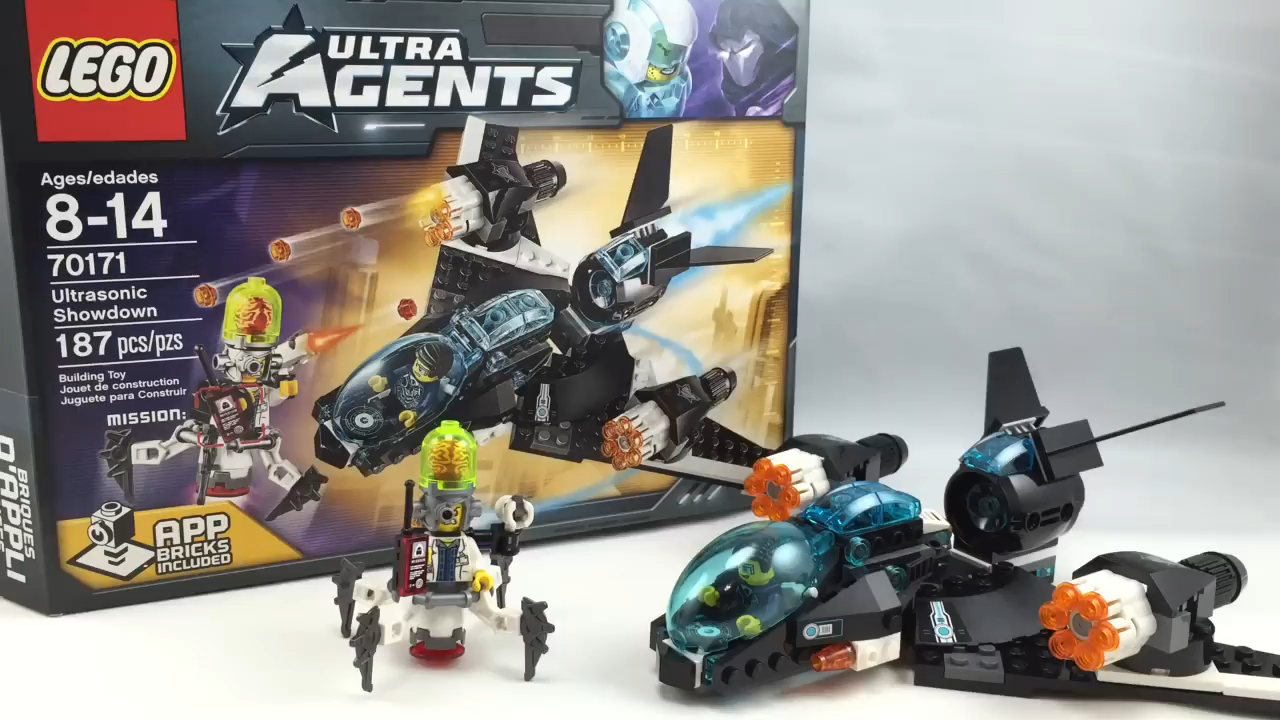 LEGO
ULTRA
AGENTS
Ages/edades
8-14
70171
Ultrasonic
Showdown
187 pcs/pzs
Building Toy
Jouet de construction
Juguete para Construir
MISSION:
APP
BRICKS
INCLUDED
BRIQUES
D'APPLI